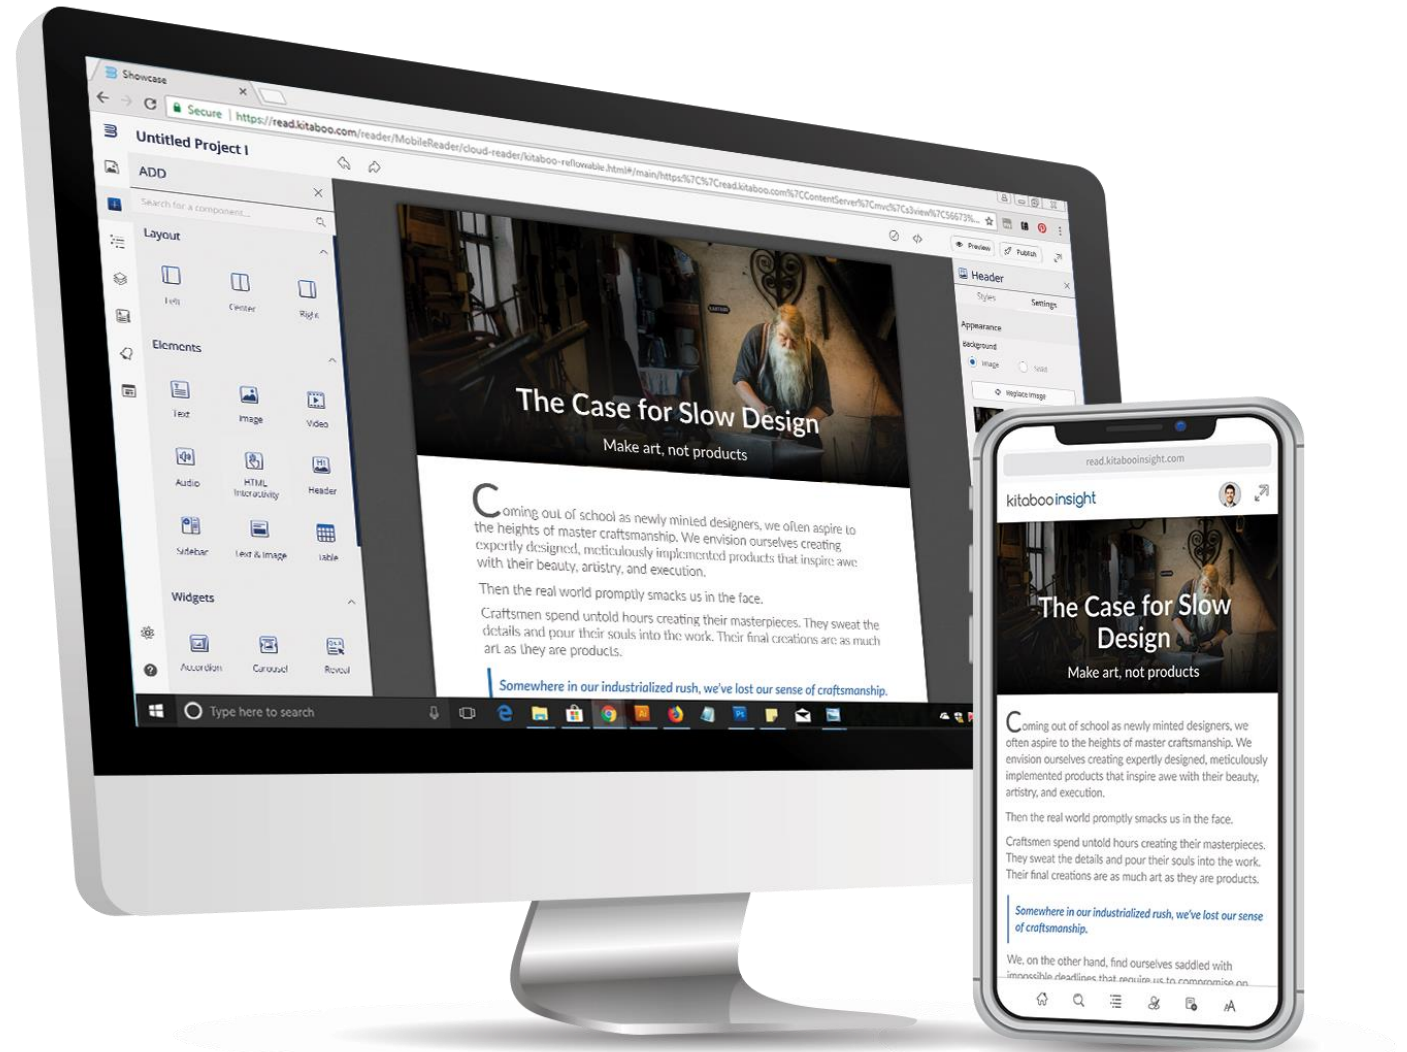 Showcase
Secure | https://read.kitaboo.com/reader/MobileReader/cloud-reader/kitaboo-reflowable.html#/main/https:%7C%7Cread.kitaboo.com%7CContentServer%7Cmvc%7Cs3view%7C56673%...
Untitled Project I
Preview
Publish
ADD
Search for a component...
Layout
Left
Center
Right
Elements
Text
Image
Video
Audio
HTML
Interactivity
Header
Sidebar
Text & Image
Table
Widgets
Accordion
Carousel
Reveal
The Case for Slow Design
Make art, not products
Coming out of school as newly minted designers, we often aspire to
the heights of master craftsmanship. We envision ourselves creating
expertly designed, meticulously implemented products that inspire awe
with their beauty, artistry, and execution.
Then the real world promptly smacks us in the face.
Craftsmen spend untold hours creating their masterpieces. They sweat the
details and pour their souls into the work. Their final creations are as much
art as they are products.
Somewhere in our industrialized rush, we've lost our sense of craftsmanship.
Header
Styles
Settings
Appearance
Background
Image
Replace Image
Type here to search
read.kitabooinsight.com
kitabooinsight
The Case for Slow
Design
Make art, not products
Coming out of school as newly minted designers, we
often aspire to the heights of master craftsmanship. We
envision ourselves creating expertly designed, meticulously
implemented products that inspire awe with their beauty,
artistry, and execution.
Then the real world promptly smacks us in the face.
Craftsmen spend untold hours creating their masterpieces.
They sweat the details and pour their souls into the work.
Their final creations are as much art as they are products.
Somewhere in our industrialized rush, we've lost our sense
of craftsmanship.
We, on the other hand, find ourselves saddled with
impossible deadlines that require us to compromise on